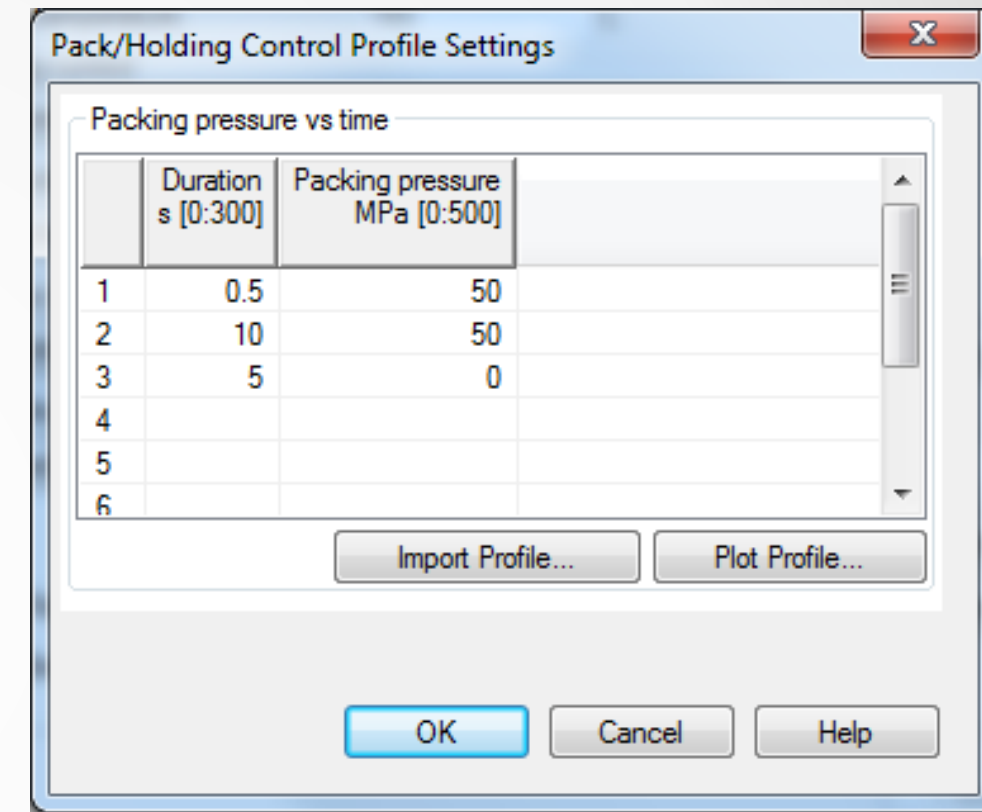 Pack/Holding Control Profile Settings
Packing pressure vs time
Duration Packing pressure
s [0:300] MPa [0:500]
1 0.5 50
2 10 50
3 5 0
4
5
6
Import Profile... Plot Profile...
OK Cancel Help